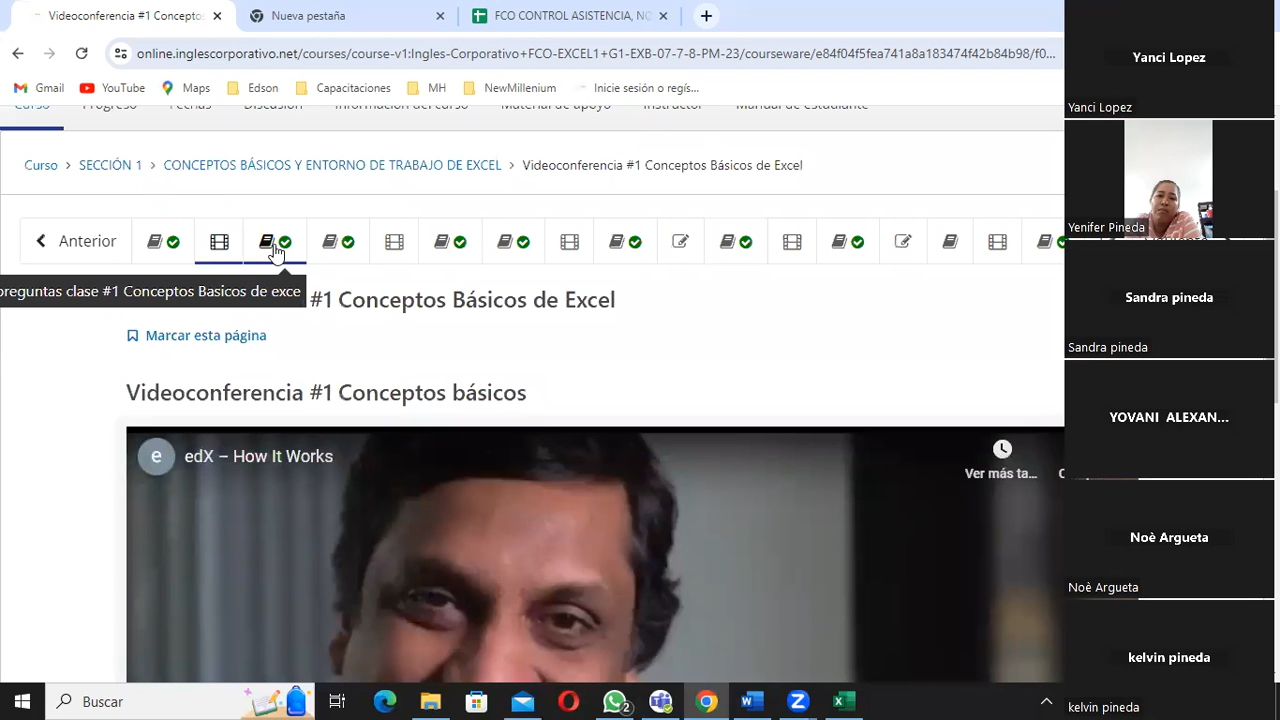 Videoconferencia #1 Concepto
Nueva pestaña
FCO CONTROL ASISTENCIA, NO
online.inglescorporativo.net/courses/course-v1:Ingles-Corporativo+FCO-EXCEL1+G1-EXB-07-7-8-PM-23/courseware/e84f04f5fea741a8a183474f42b84b98/f0...
Gmail
YouTube
Maps
Edson
Capacitaciones
MH
NewMillenium
Inicie sesión o regís...
Curso
Progreso
Fechas
Discusión
Información del curso
Material de apoyo
Instructor
Manual de estudiante
Curso > SECCIÓN 1 > CONCEPTOS BÁSICOS Y ENTORNO DE TRABAJO DE EXCEL > Videoconferencia #1 Conceptos Básicos de Excel
Anterior
preguntas clase #1 Conceptos Basicos de exce
#1 Conceptos Básicos de Excel
Marcar esta página
Videoconferencia #1 Conceptos básicos
e
edX – How It Works
Ver más ta...
Buscar
2
Yanci Lopez
Yanci Lopez
Yenifer Pineda
Sandra pineda
Sandra pineda
YOVANI ALEXAN...
Noè Argueta
Noè Argueta
kelvin pineda
kelvin pineda